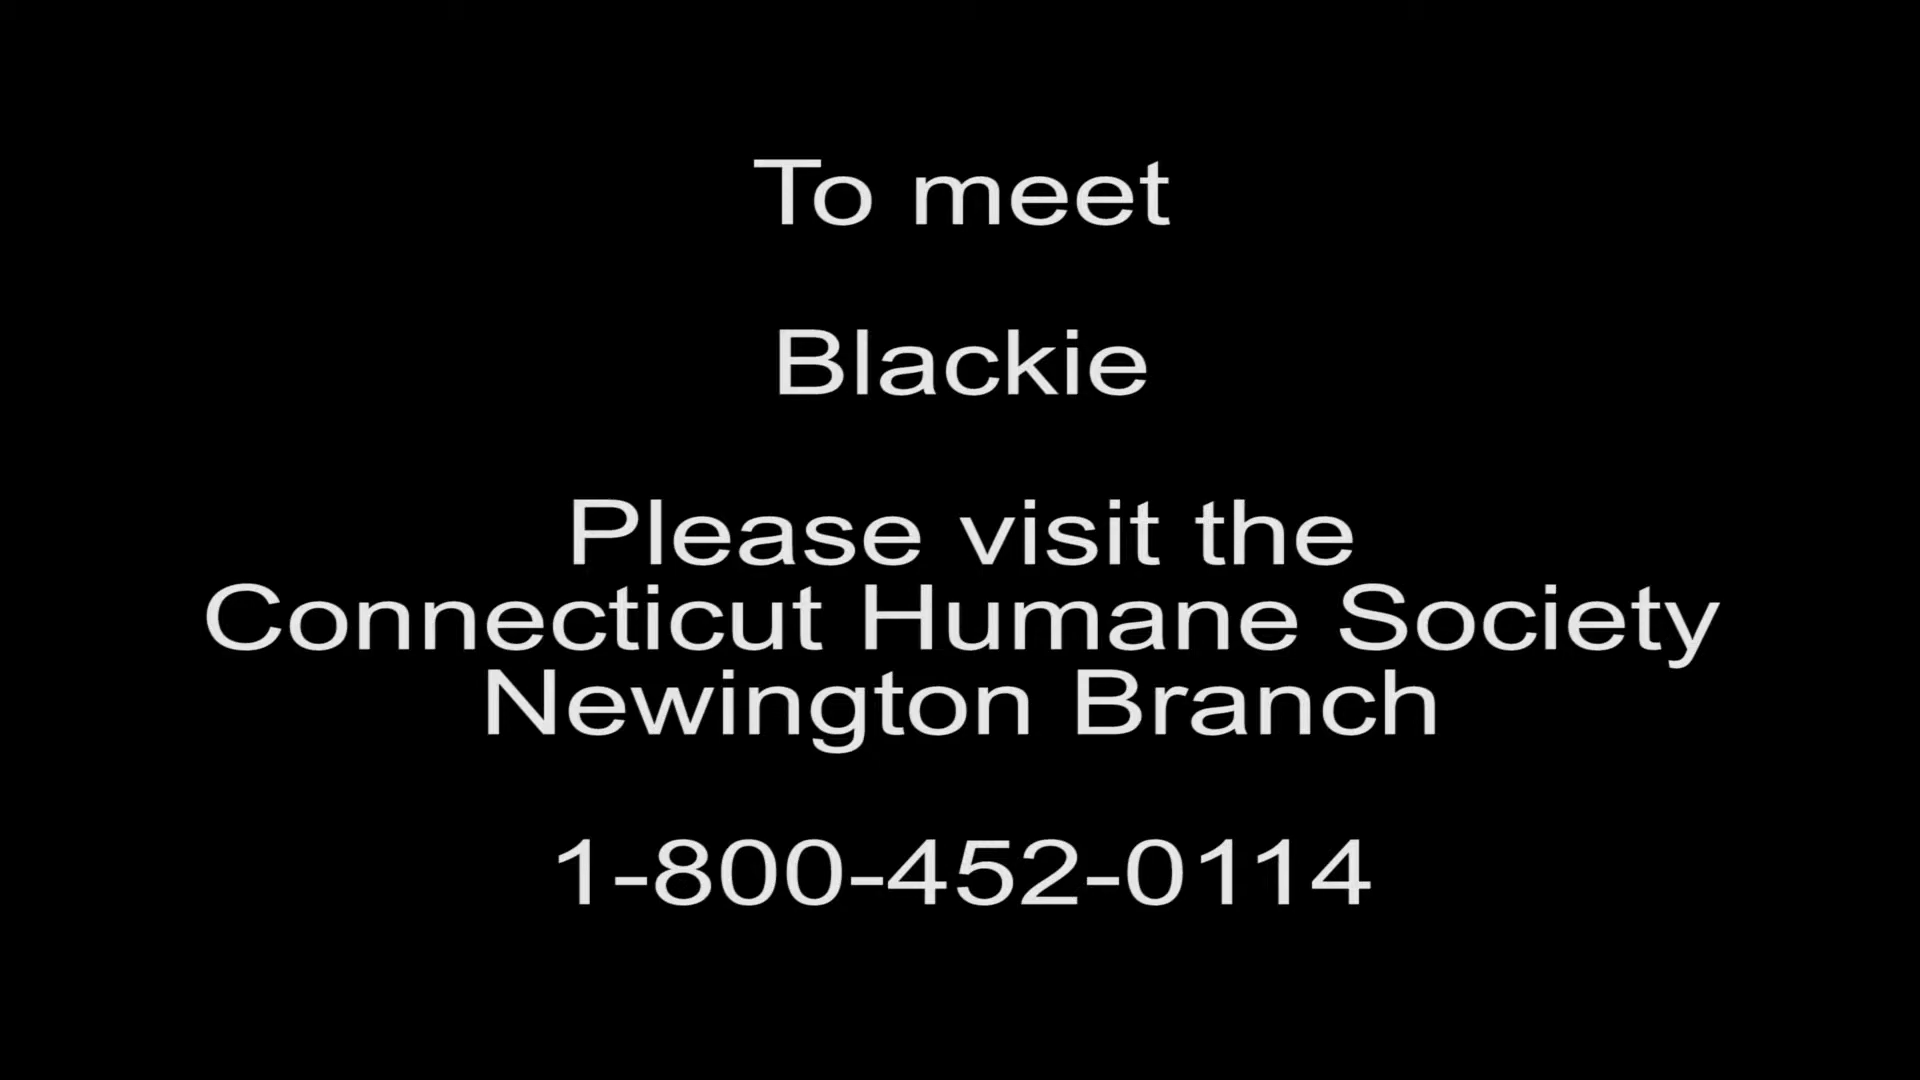 To meet
Blackie
Please visit the
Connecticut Humane Society
Newington Branch
1-800-452-0114